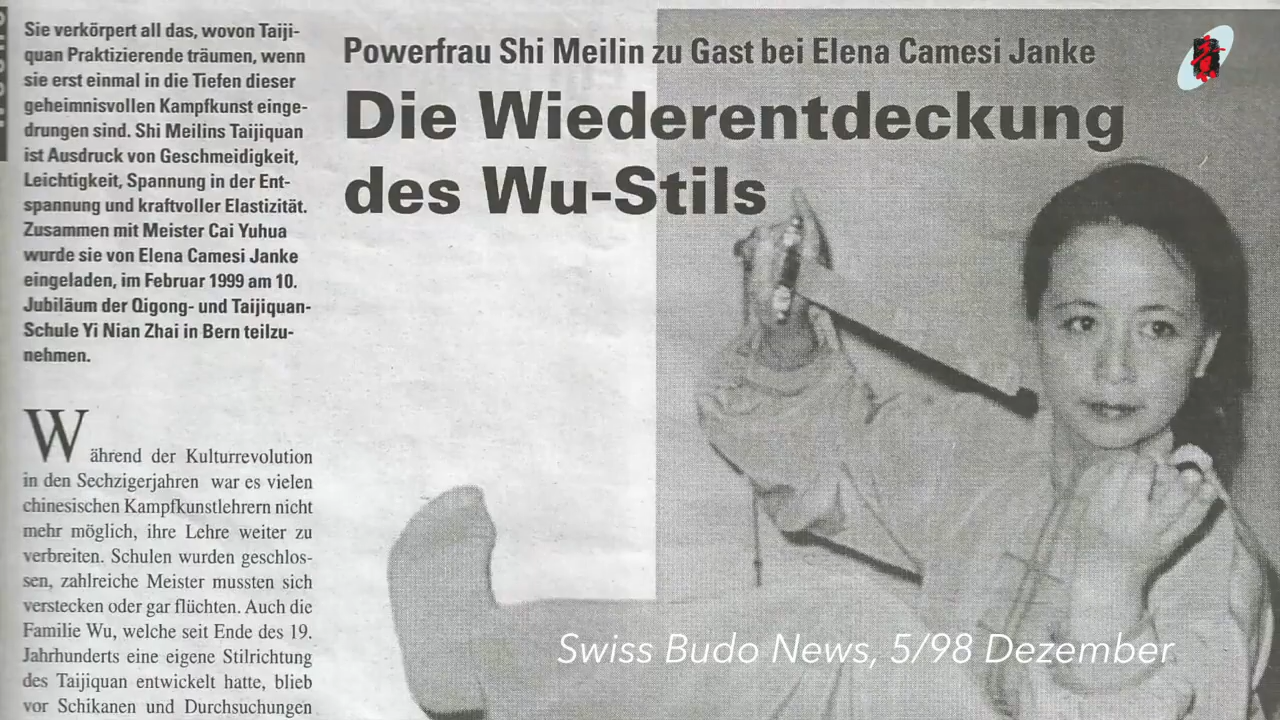 Sie verkörpert all das, wovon Taiji-
quan Praktizierende träumen, wenn
sie erst einmal in die Tiefen dieser
geheimnisvollen Kampfkunst einge-
drungen sind. Shi Meilins Taijiquan
ist Ausdruck von Geschmeidigkeit,
Leichtigkeit, Spannung in der Ent-
spannung und kraftvoller Elastizität.
Zusammen mit Meister Cai Yuhua
wurde sie von Elena Camesi Janke
eingeladen, im Februar 1999 am 10.
Jubiläum der Qigong- und Taijiquan-
Schule Yi Nian Zhai in Bern teilzu-
nehmen.
Während der Kulturrevolution
in den Sechzigerjahren war es vielen
chinesischen Kampfkunstlehrern nicht
mehr möglich, ihre Lehre weiter zu
verbreiten. Schulen wurden geschlos-
sen, zahlreiche Meister mussten sich
verstecken oder gar flüchten. Auch die
Familie Wu, welche seit Ende des 19.
Jahrhunderts eine eigene Stilrichtung
des Taijiquan entwickelt hatte, blieb
vor Schikanen und Durchsuchungen
Powerfrau Shi Meilin zu Gast bei Elena Camesi Janke
Die Wiederentdeckung
des Wu-Stils
Swiss Budo News, 5/98 Dezember